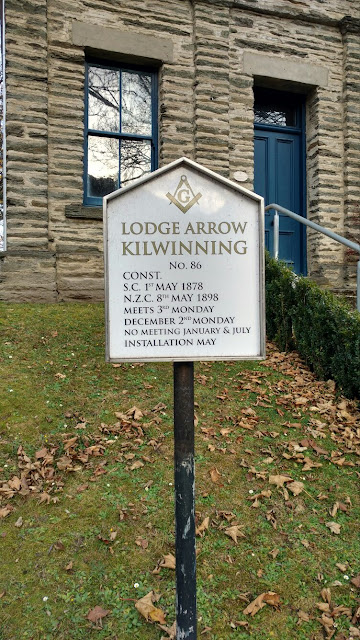 G
LODGE ARROW
KILWINNING
NO. 86
CONST.
S.C. 1ST MAY 1878
N.Z.C. 8TH MAY 1898
MEETS 3RD MONDAY
DECEMBER 2ND MONDAY
NO MEETING JANUARY & JULY
INSTALLATION MAY